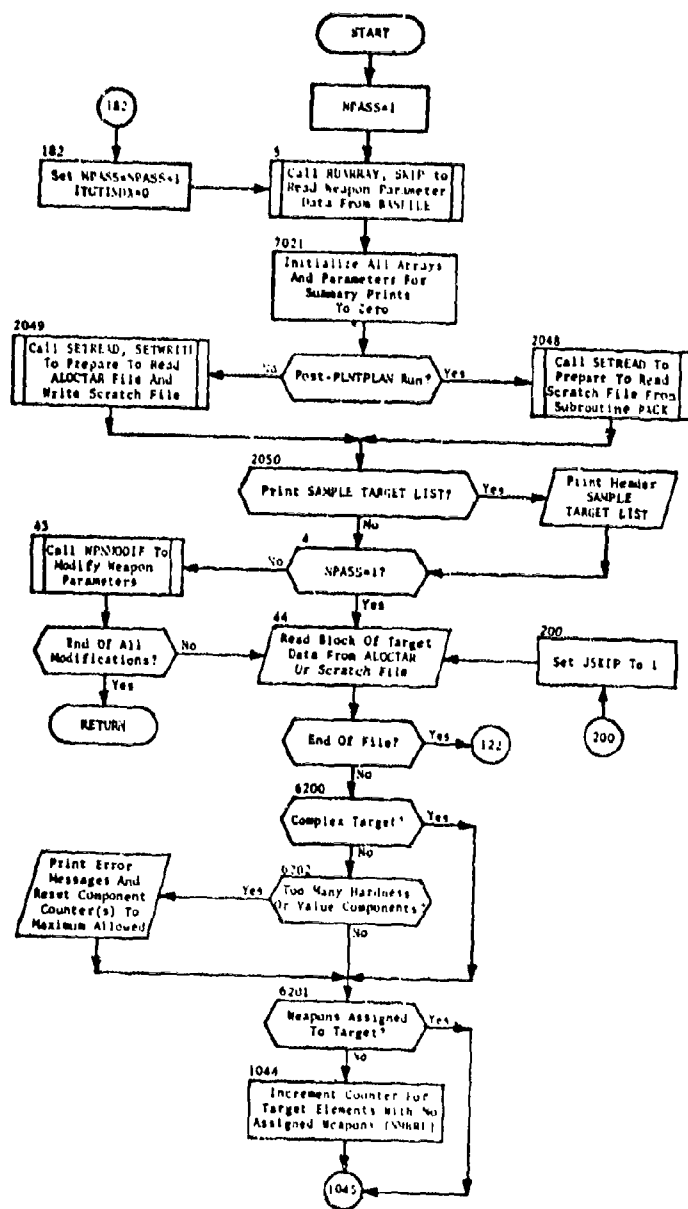 START
NPASS=1
182
182
Set NPASS=NPASS+1
ITGTINDX=0
5
Call RDARRAY, SKIP to
Read Weapon Parameter
Data From BASFILE
7021
Initialize All Arrays
And Parameters For
Summary Prints
To Zero
2049
Call SETREAD, SETWRIT
To Prepare To Read
ALOCTAR File And
Write Scratch File
No
Post-PLNTPLAN Run?
Yes
2048
Call SETREAD To
Prepare To Read
Scratch File From
Subroutine PACK
2050
Print SAMPLE TARGET LIST?
Yes
Print Header
SAMPLE
TARGET LIST
No
43
Call WPNMODIF To
Modify Weapon
Parameters
No
4
NPASS=1?
Yes
End Of All
Modifications?
No
44
Read Block Of Target
Data From ALOCTAR
Or Scratch File
200
Set JSKIP To 1
200
Yes
RETURN
End Of File?
Yes
122
No
6200
Complex Target?
Yes
No
Print Error
Messages And
Reset Component
Counter(s) To
Maximum Allowed
Yes
6202
Too Many Hardness
Or Value Components?
No
6201
Weapons Assigned
To Target?
Yes
No
1044
Increment Counter For
Target Elements With No
Assigned Weapons
1045